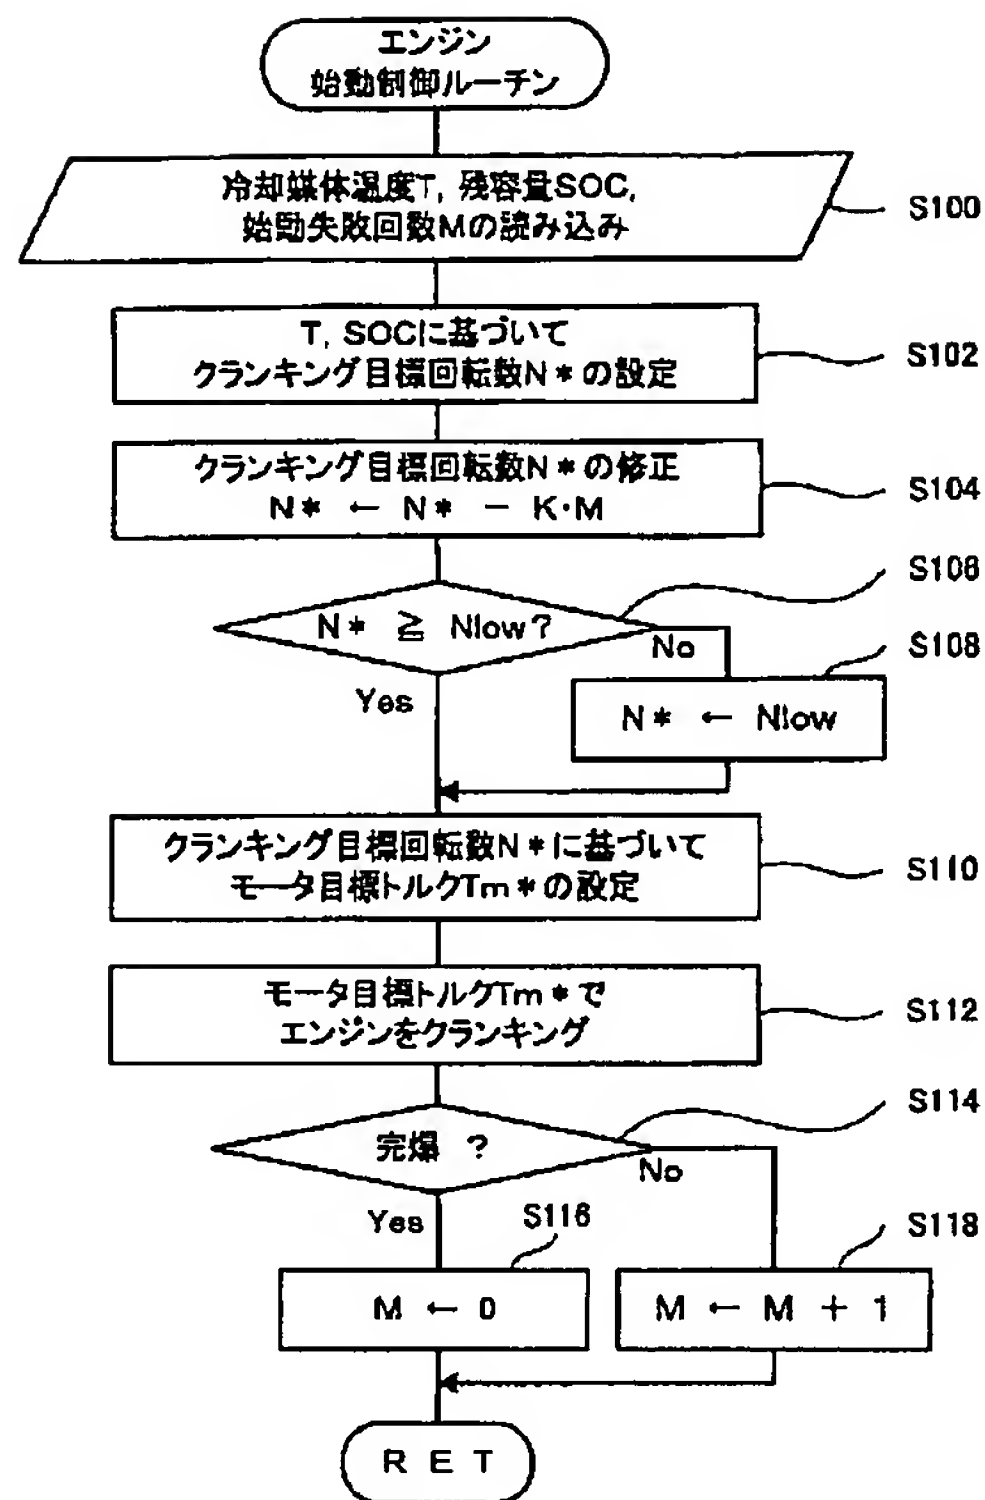 エンジン
始動制御ルーチン
冷却媒体温度T, 残容量SOC,
始動失敗回数Mの読み込み
S100
T, SOCに基づいて
クランキング目標回転数N*の設定
S102
クランキング目標回転数N*の修正
N* ← N* − K・M
S104
S106
N* ≧ Nlow?
No
S108
Yes
N* ← Nlow
クランキング目標回転数N*に基づいて
モータ目標トルクTm*の設定
S110
モータ目標トルクTm*で
エンジンをクランキング
S112
S114
完爆 ?
No
Yes
S116
S118
M ← 0
M ← M + 1
RET